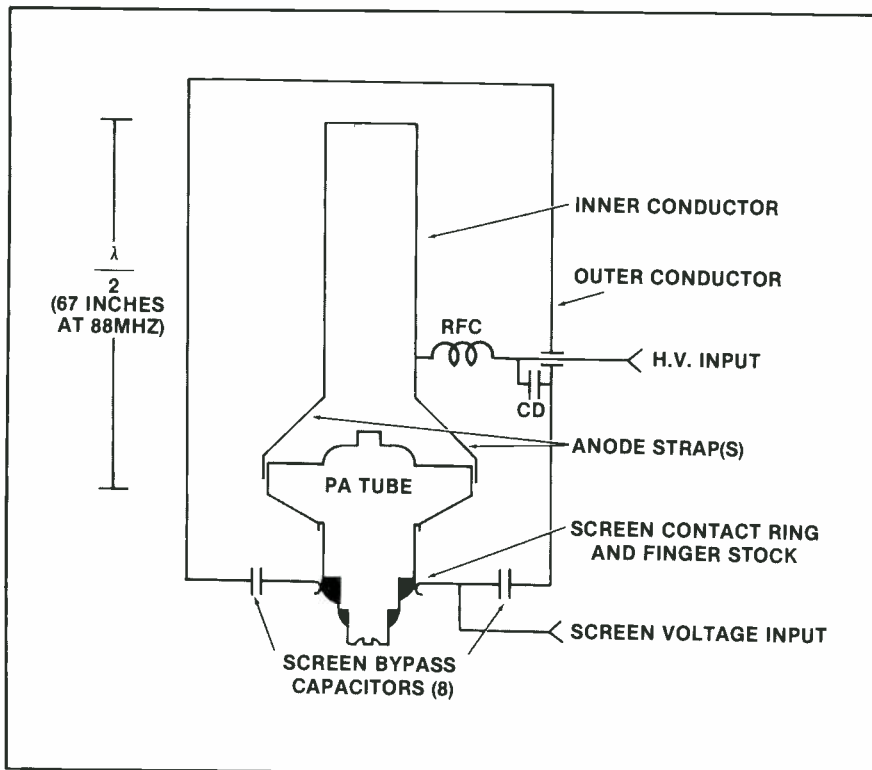 INNER CONDUCTOR
λ
2
(67 INCHES
AT 88MHZ)
OUTER CONDUCTOR
RFC
H.V. INPUT
CD
ANODE STRAP(S)
PA TUBE
SCREEN CONTACT RING
AND FINGER STOCK
SCREEN VOLTAGE INPUT
SCREEN BYPASS
CAPACITORS (8)